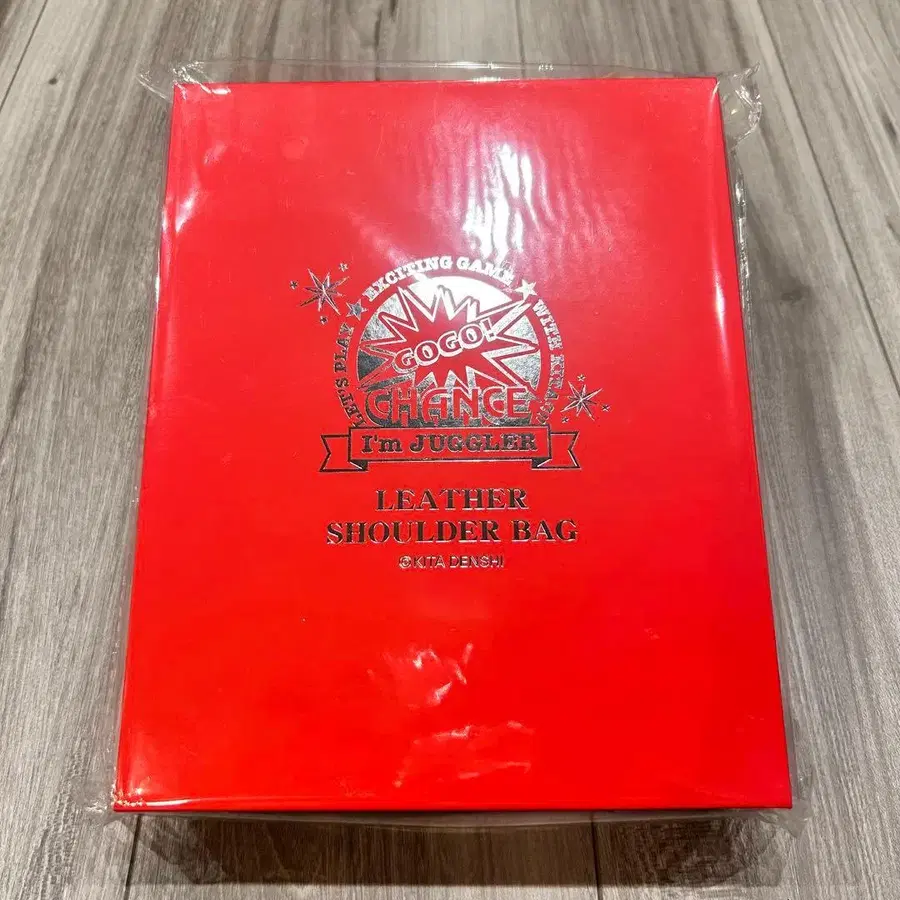 LET'S PLAY ★ EXCITING GAME ★ WITH KITA
GOGO!
CHANCE
I'm JUGGLER
LEATHER
SHOULDER BAG
©KITA DENSHI